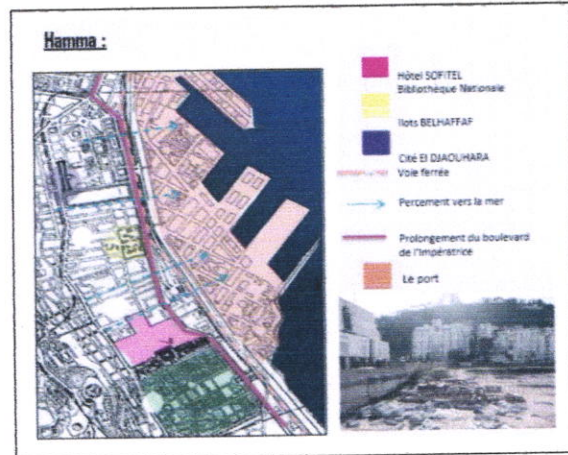 Hamma :
Hôtel SOFITEL
Bibliothèque Nationale
Ilots BELHAFFAF
Cité El DJAOUHARA
Voie ferrée
Percement vers la mer
Prolongement du boulevard
de l'Impératrice
Le port